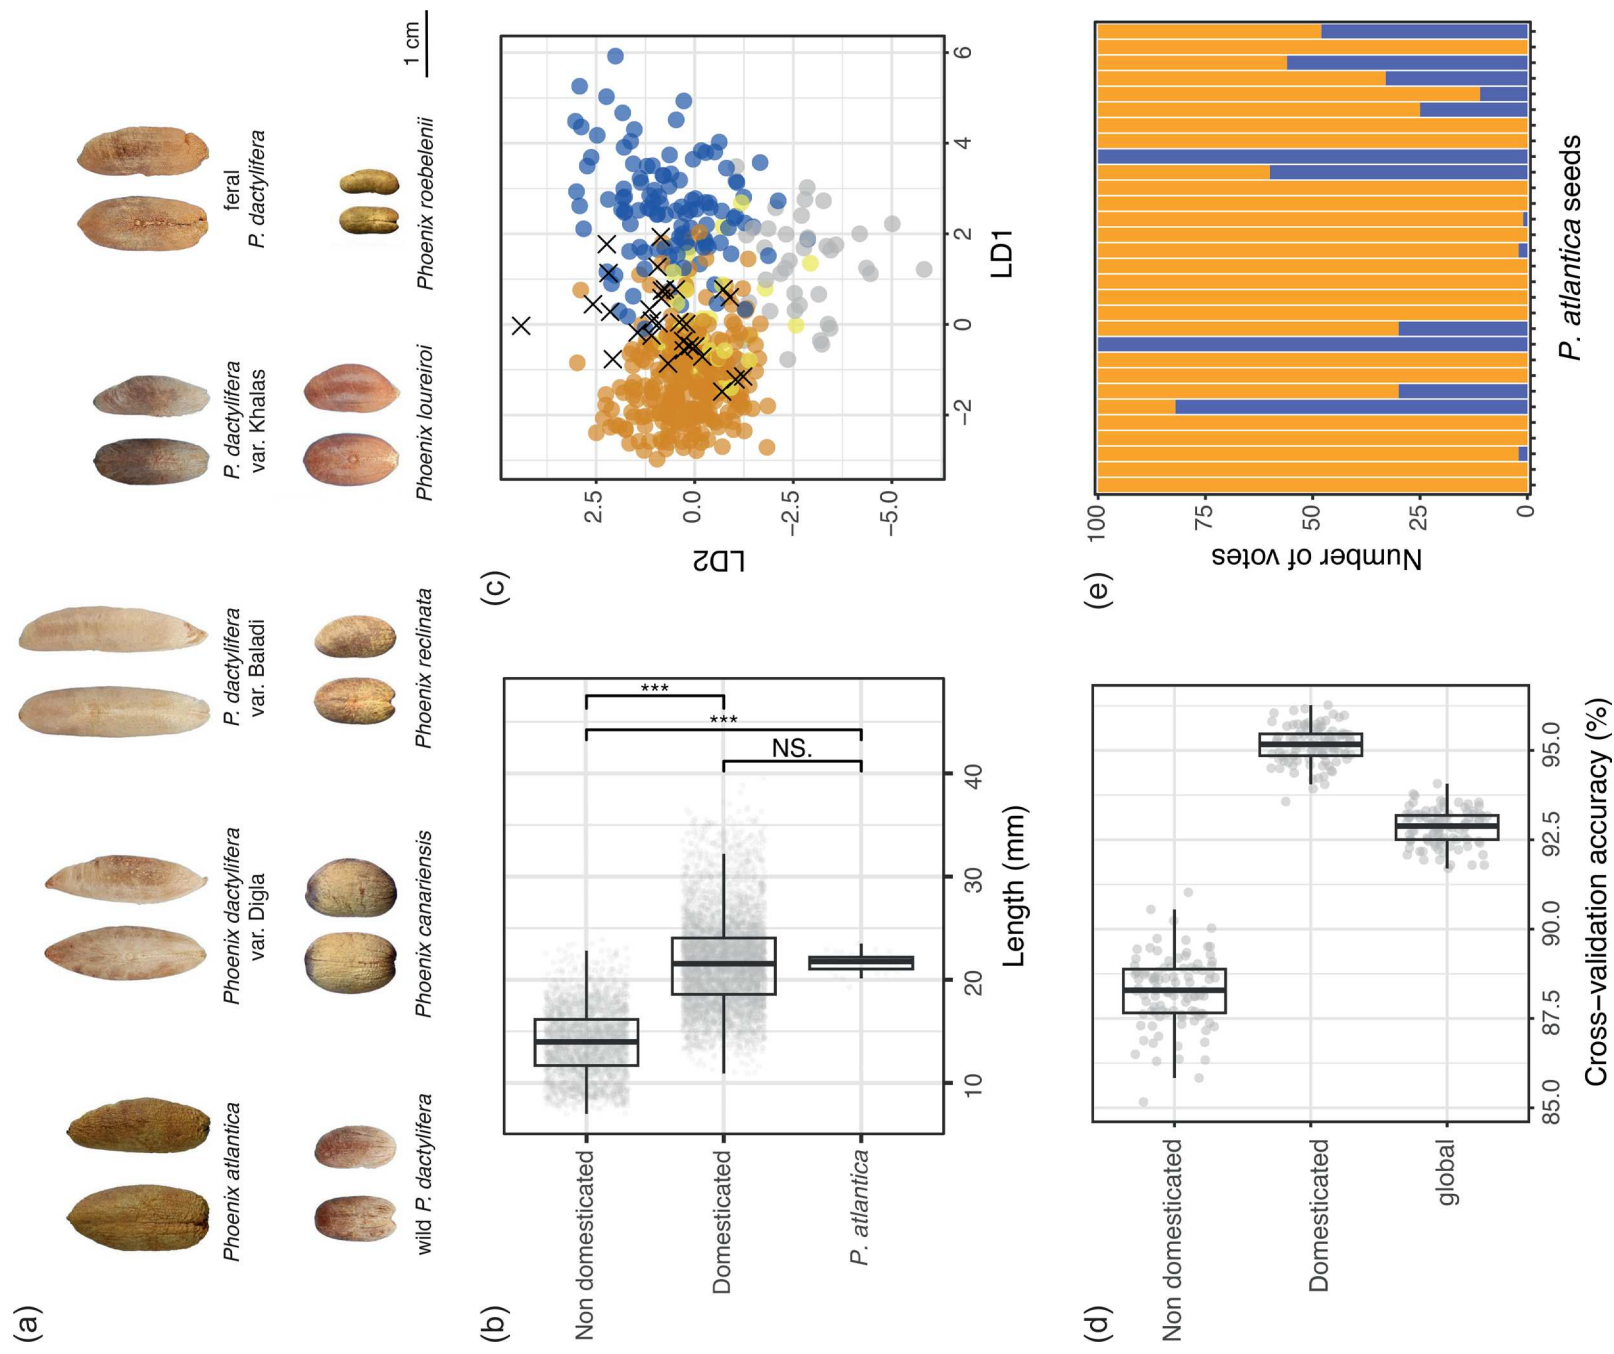 (a)
Phoenix atlantica
Phoenix dactylifera
var. Digla
P. dactylifera
var. Baladi
P. dactylifera
var. Khalas
feral
P. dactylifera
1 cm
wild P. dactylifera
Phoenix canariensis
Phoenix reclinata
Phoenix loureiroi
Phoenix roebelenii
(b)
Non domesticated
Domesticated
P. atlantica
10
20
30
40
Length (mm)
***
***
NS.
(c)
LD2
2.5
0.0
−2.5
−5.0
−2
0
2
4
6
LD1
(d)
Non domesticated
Domesticated
global
85.0
87.5
90.0
92.5
95.0
Cross−validation accuracy (%)
(e)
Number of votes
100
75
50
25
0
P. atlantica seeds